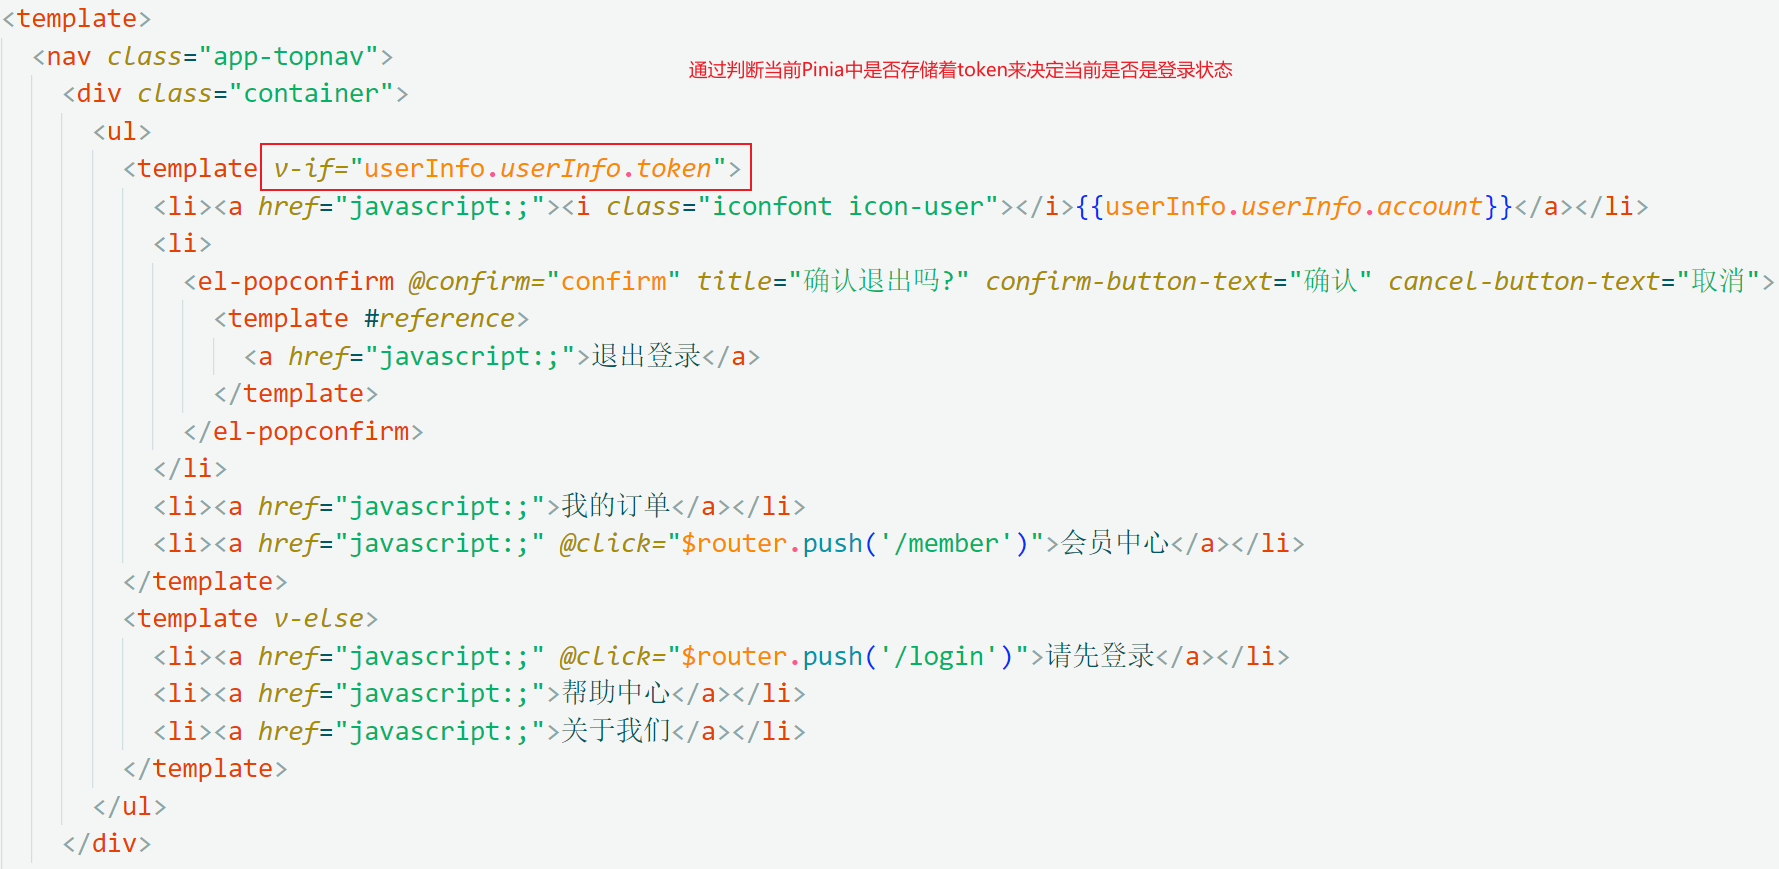 <template>
<nav class="app-topnav">
通过判断当前Pinia中是否存储着token来决定当前是否是登录状态
<div class="container">
<ul>
<template v-if="userInfo.userInfo.token">
<li><a href="javascript:;"><i class="iconfont icon-user"></i>{{userInfo.userInfo.account}}</a></li>
<li>
<el-popconfirm @confirm="confirm" title="确认退出吗?" confirm-button-text="确认" cancel-button-text="取消">
<template #reference>
<a href="javascript:;">退出登录</a>
</template>
</el-popconfirm>
</li>
<li><a href="javascript:;">我的订单</a></li>
<li><a href="javascript:;" @click="$router.push('/member')">会员中心</a></li>
</template>
<template v-else>
<li><a href="javascript:;" @click="$router.push('/login')">请先登录</a></li>
<li><a href="javascript:;">帮助中心</a></li>
<li><a href="javascript:;">关于我们</a></li>
</template>
</ul>
</div>